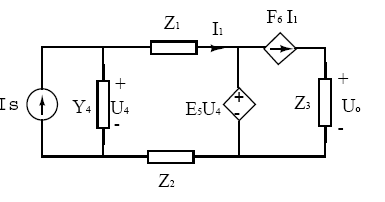 Z₁
I₁
F₆ I₁
Is
Y₄
+
U₄
-
E₅U₄
+
-
Z₃
+
Uₒ
-
Z₂